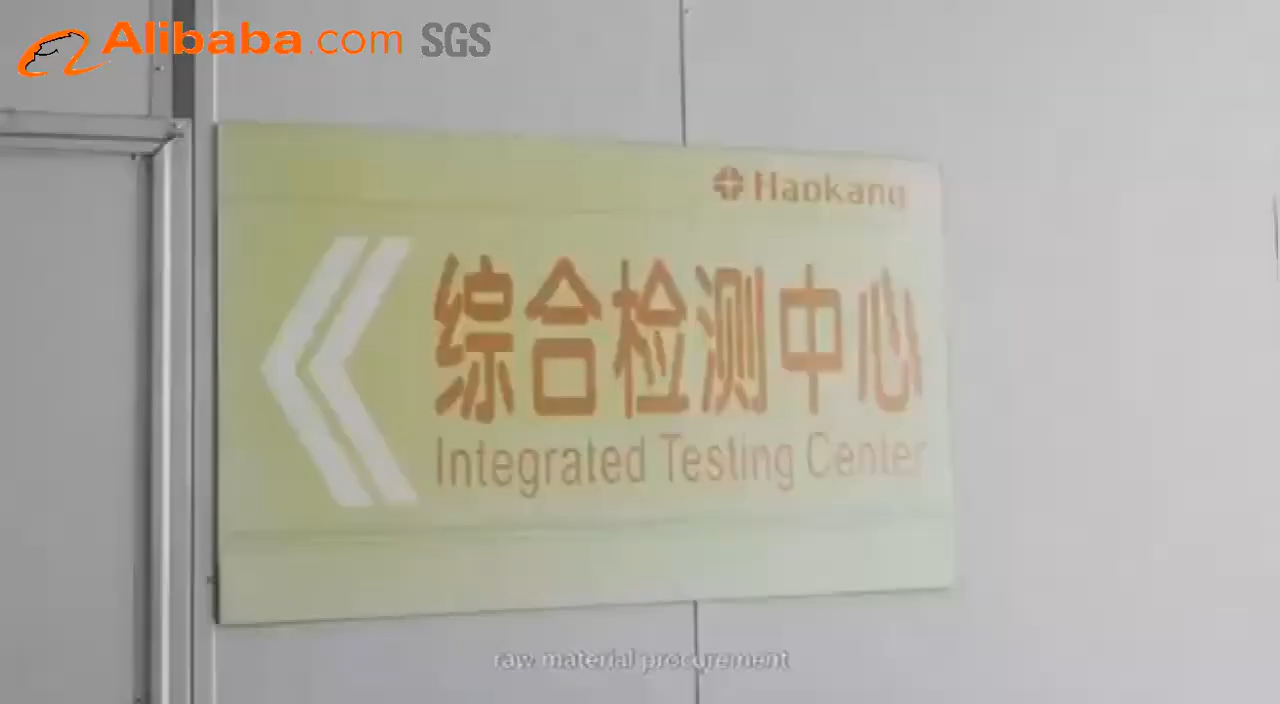 Alibaba.com SGS
Haokang
综合检测中心
Integrated Testing Center
raw material procurement